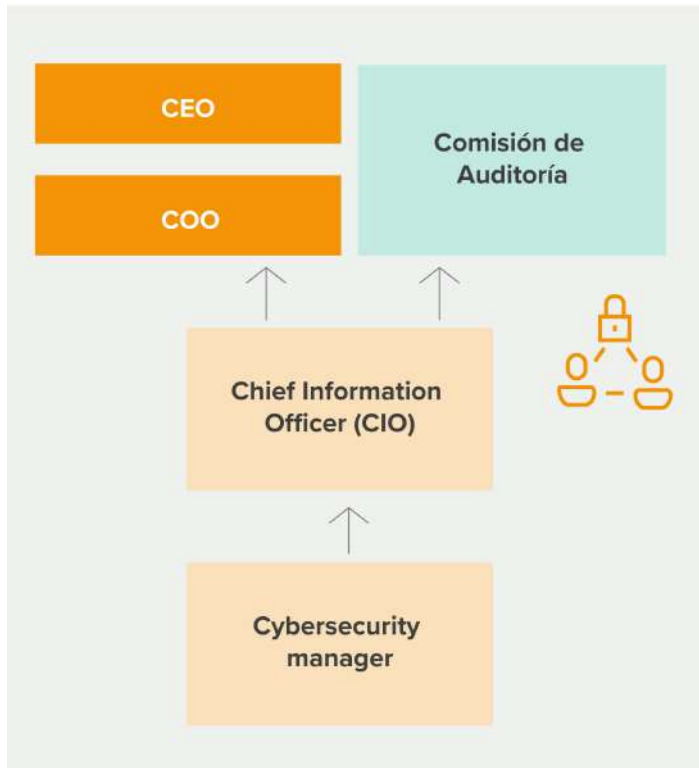 CEO
COO
Comisión de
Auditoría
Chief Information
Officer (CIO)
Cybersecurity
manager